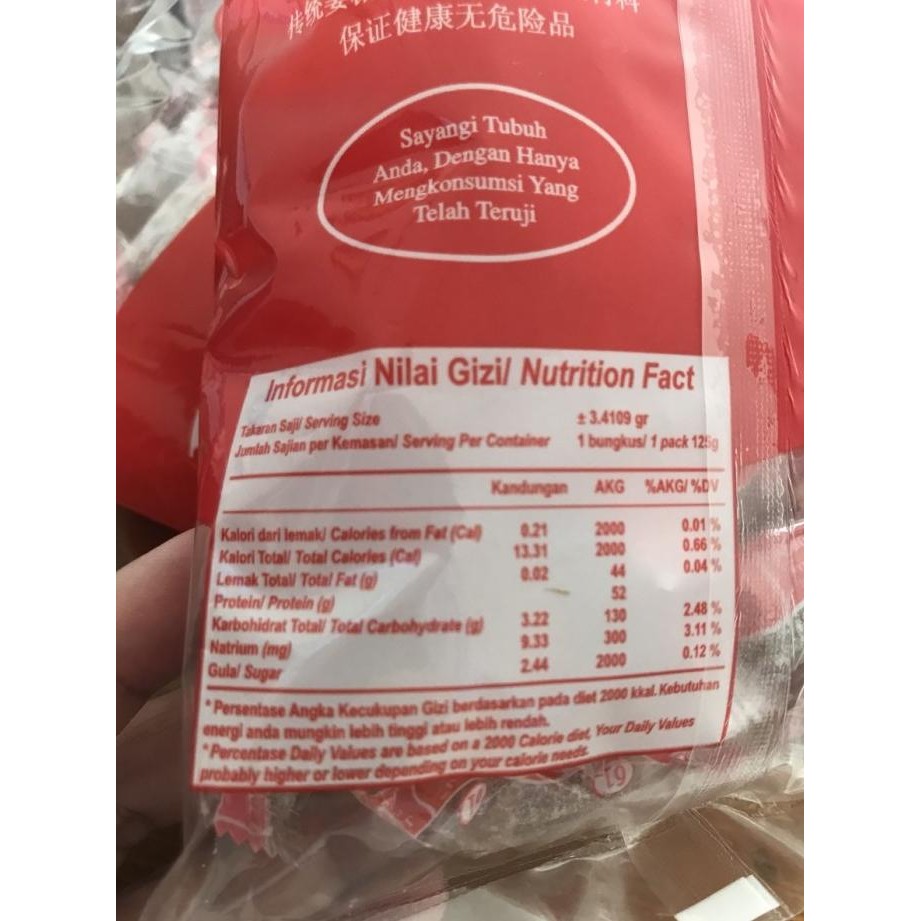 传统姜
保证健康无危险品
Sayangi Tubuh
Anda, Dengan Hanya
Mengkonsumsi Yang
Telah Teruji
Informasi Nilai Gizi/ Nutrition Fact
Takaran Saji/ Serving Size ± 3.4109 gr
Jumlah Sajian per Kemasan/ Serving Per Container 1 bungkus/ 1 pack 125g
Kandungan AKG %AKG/ %DV
Kalori dari lemak/ Calories from Fat (Cal) 0.21 2000 0.01 %
Kalori Total/ Total Calories (Cal) 13.31 2000 0.66 %
Lemak Total/ Total Fat (g) 0.02 44 0.04 %
Protein/ Protein (g) 52
Karbohidrat Total/ Total Carbohydrate (g) 3.22 130 2.48 %
Natrium (mg) 9.33 300 3.11 %
Gula/ Sugar 2.44 2000 0.12 %
*Persentase Angka Kecukupan Gizi berdasarkan pada diet 2000 kkal. Kebutuhan
energi anda mungkin lebih tinggi atau lebih rendah.
*Percentase Daily Values are based on a 2000 Calorie diet, Your Daily Values
probably higher or lower depending on your calorie needs.